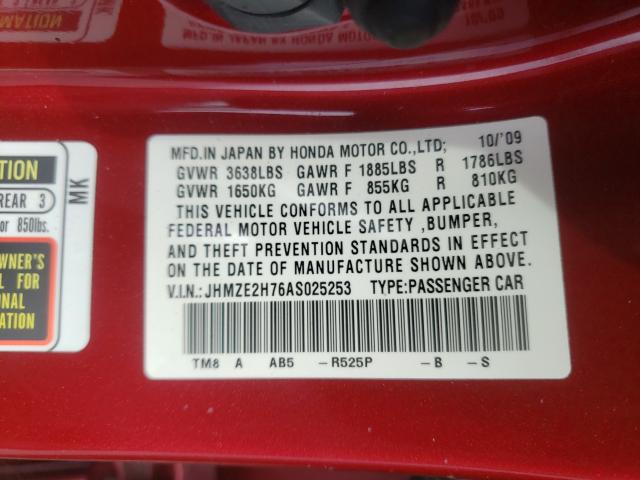 TION
REAR 3
or 850lbs.
WNER'S
L FOR
ONAL
ATION
MK
MFD.IN JAPAN BY HONDA MOTOR CO.,LTD; 10/'09
GVWR 3638LBS GAWR F 1885LBS R 1786LBS
GVWR 1650KG GAWR F 855KG R 810KG
THIS VEHICLE CONFORMS TO ALL APPLICABLE
FEDERAL MOTOR VEHICLE SAFETY ,BUMPER,
AND THEFT PREVENTION STANDARDS IN EFFECT
ON THE DATE OF MANUFACTURE SHOWN ABOVE.
V.I.N.: JHMZE2H76AS025253 TYPE:PASSENGER CAR
TM8 A AB5 -R525P -B -S